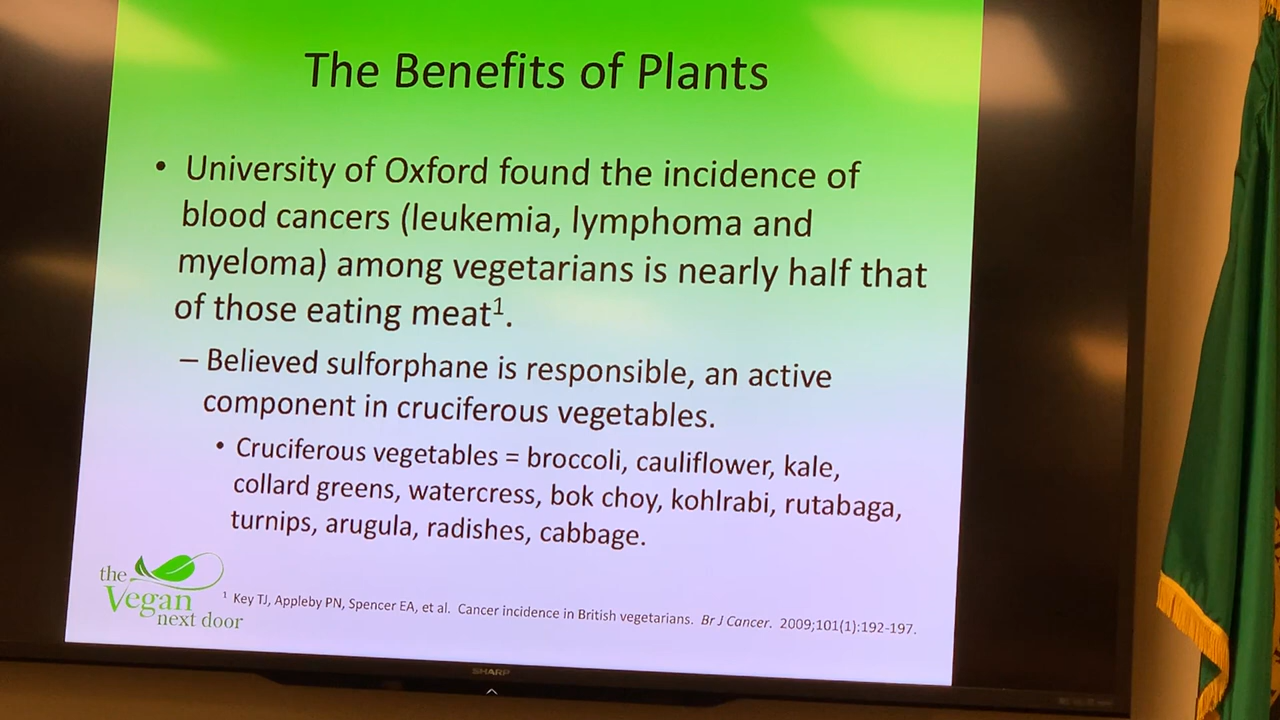 The Benefits of Plants
• University of Oxford found the incidence of
blood cancers (leukemia, lymphoma and
myeloma) among vegetarians is nearly half that
of those eating meat¹.
– Believed sulforphane is responsible, an active
component in cruciferous vegetables.
• Cruciferous vegetables = broccoli, cauliflower, kale,
collard greens, watercress, bok choy, kohlrabi, rutabaga,
turnips, arugula, radishes, cabbage.
the
Vegan
next door
¹ Key TJ, Appleby PN, Spencer EA, et al. Cancer incidence in British vegetarians. Br J Cancer. 2009;101(1):192-197.
SHARP